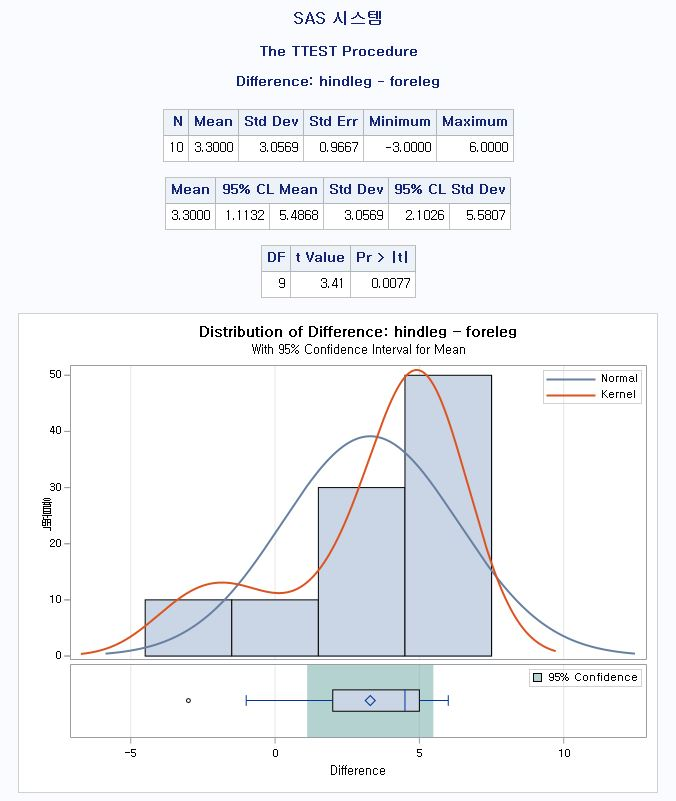 SAS 시스템
The TTEST Procedure
Difference: hindleg - foreleg
N Mean Std Dev Std Err Minimum Maximum
10 3.3000 3.0569 0.9667 -3.0000 6.0000
Mean 95% CL Mean Std Dev 95% CL Std Dev
3.3000 1.1132 5.4868 3.0569 2.1026 5.5807
DF t Value Pr > |t|
9 3.41 0.0077
Distribution of Difference: hindleg - foreleg
With 95% Confidence Interval for Mean
50
40
30
20
10
0
Normal
Kernel
95% Confidence
-5 0 5 10
Difference